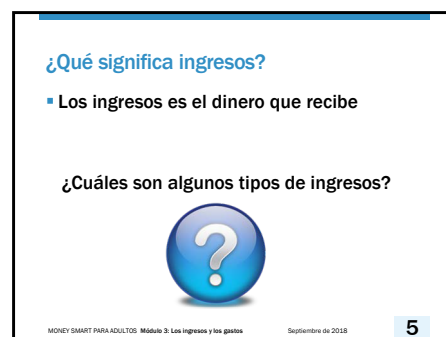 ¿Qué significa ingresos?
▪ Los ingresos es el dinero que recibe
¿Cuáles son algunos tipos de ingresos?
?
MONEY SMART PARA ADULTOS Módulo 3: Los ingresos y los gastos Septiembre de 2018 5